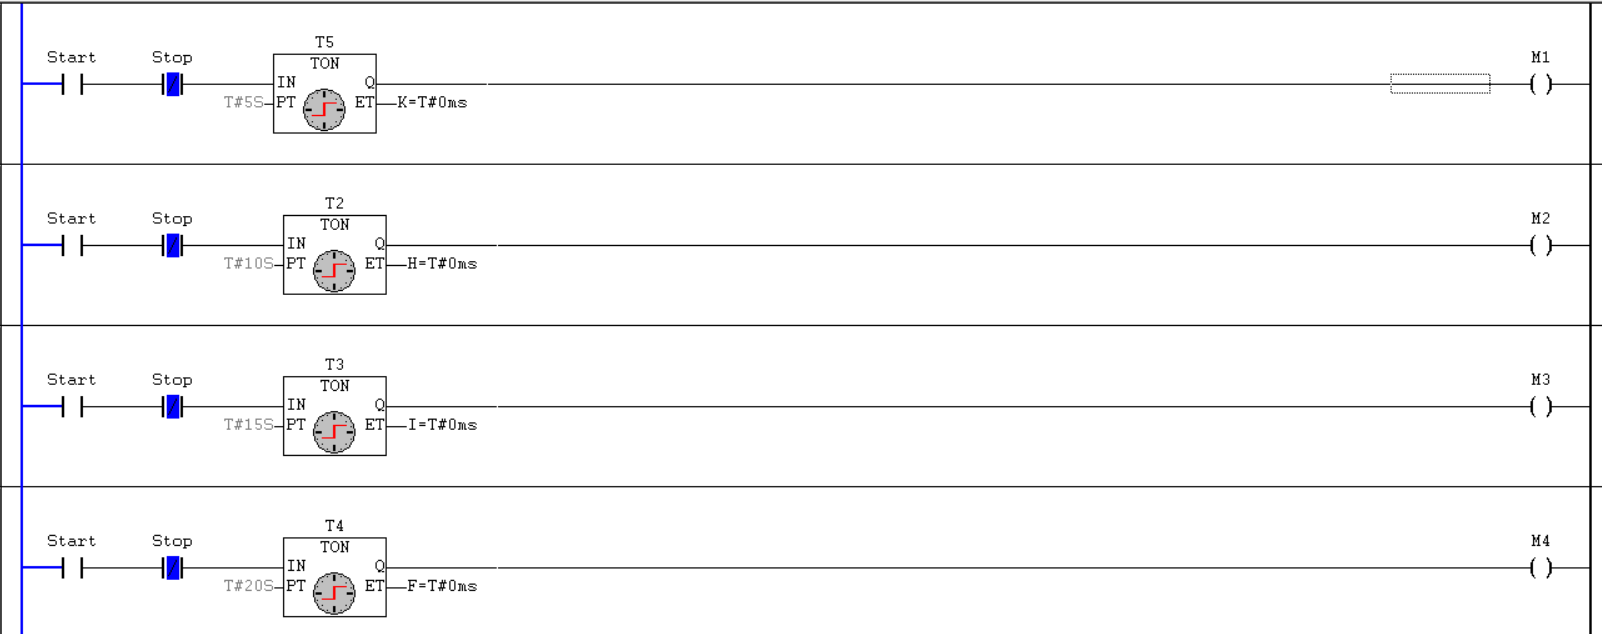 T5
Start Stop TON M1
IN Q
T#5S PT ET K=T#0ms
T2
Start Stop TON M2
IN Q
T#10S PT ET H=T#0ms
T3
Start Stop TON M3
IN Q
T#15S PT ET I=T#0ms
T4
Start Stop TON M4
IN Q
T#20S PT ET F=T#0ms